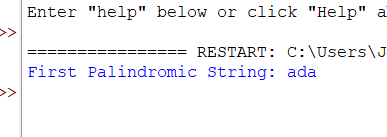 Enter "help" below or click "Help" a
>>
================ RESTART: C:\Users\J
First Palindromic String: ada
>>